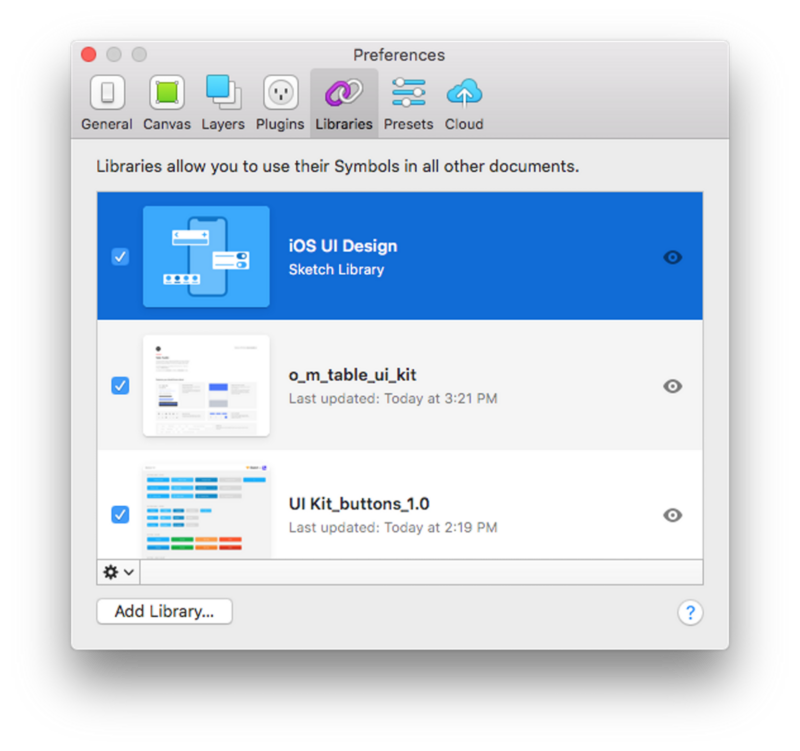 Preferences
General Canvas Layers Plugins Libraries Presets Cloud
Libraries allow you to use their Symbols in all other documents.
iOS UI Design
Sketch Library
o_m_table_ui_kit
Last updated: Today at 3:21 PM
UI Kit_buttons_1.0
Last updated: Today at 2:19 PM
Add Library...
?